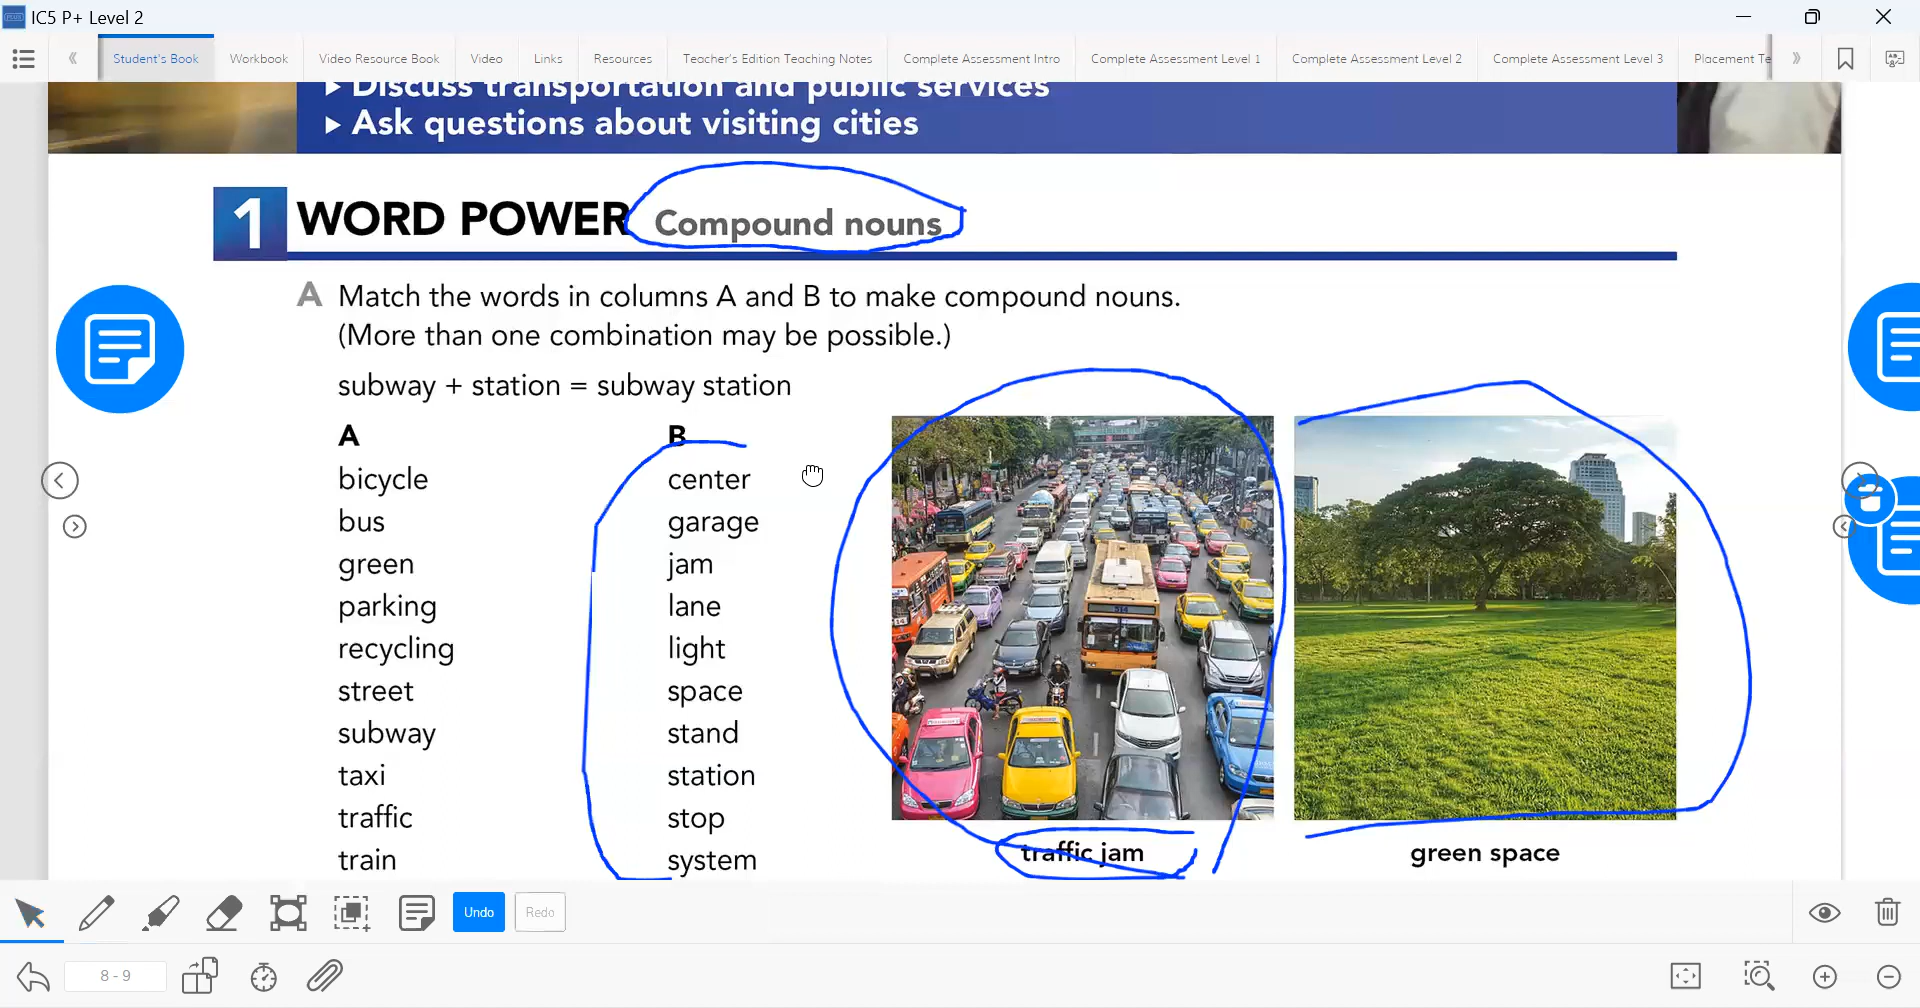 IC5 P+ Level 2
Student's Book Workbook Video Resource Book Video Links Resources Teacher's Edition Teaching Notes Complete Assessment Intro Complete Assessment Level 1 Complete Assessment Level 2 Complete Assessment Level 3 Placement Te
▶ Discuss transportation and public services
▶ Ask questions about visiting cities
1 WORD POWER Compound nouns
A Match the words in columns A and B to make compound nouns.
(More than one combination may be possible.)
subway + station = subway station
A B
bicycle center
bus garage
green jam
parking lane
recycling light
street space
subway stand
taxi station
traffic stop
train system
traffic jam green space
Undo Redo
8 - 9